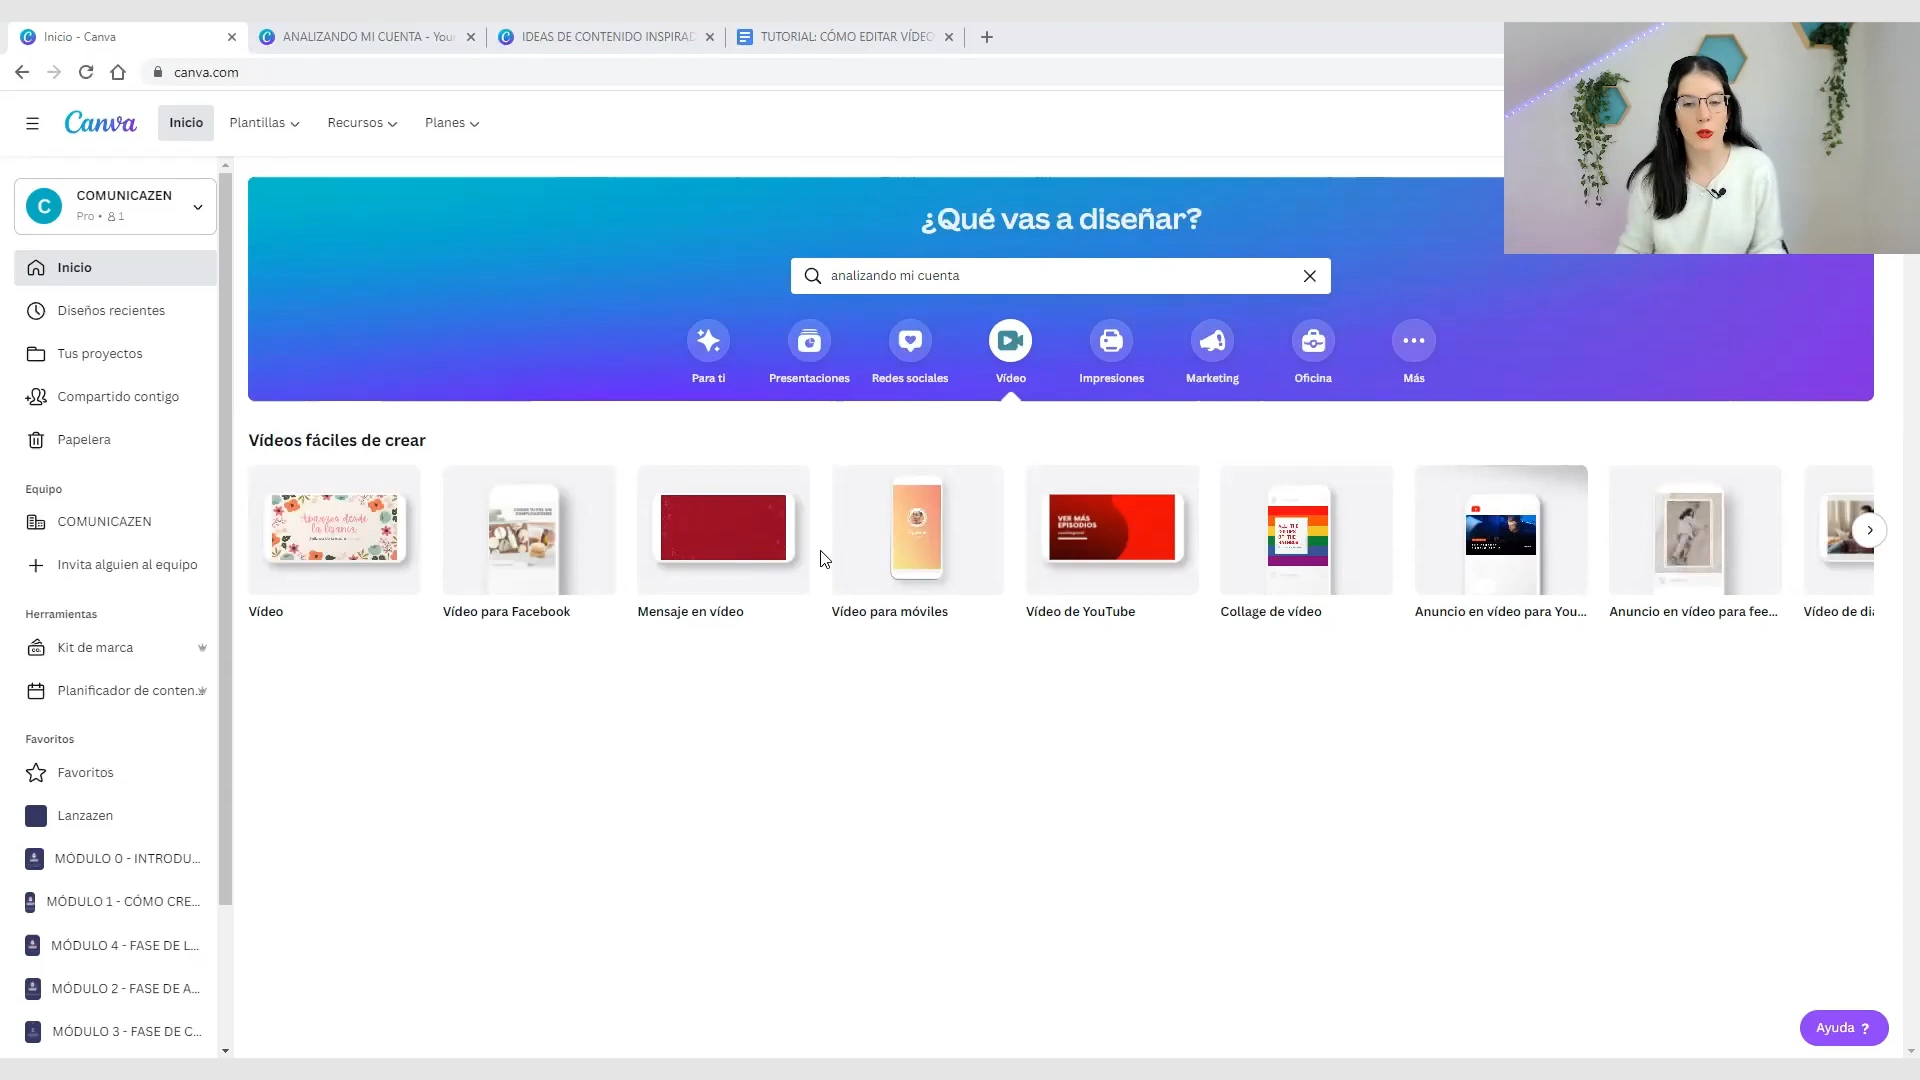 Inicio - Canva
ANALIZANDO MI CUENTA - You
IDEAS DE CONTENIDO INSPIRAD
TUTORIAL: CÓMO EDITAR VÍDEO
canva.com
Canva
Inicio
Plantillas
Recursos
Planes
C
COMUNICAZEN
Pro • 1
Inicio
Diseños recientes
Tus proyectos
Compartido contigo
Papelera
Equipo
COMUNICAZEN
Invita alguien al equipo
Herramientas
Kit de marca
Planificador de conten...
Favoritos
Favoritos
Lanzazen
MÓDULO 0 - INTRODU...
MÓDULO 1 - CÓMO CRE...
MÓDULO 4 - FASE DE L...
MÓDULO 2 - FASE DE A...
MÓDULO 3 - FASE DE C...
¿Qué vas a diseñar?
analizando mi cuenta
Para ti
Presentaciones
Redes sociales
Vídeo
Impresiones
Marketing
Oficina
Más
Vídeos fáciles de crear
Abrazos desde
la lejanía
VER MÁS
EPISODIOS
Vídeo
Vídeo para Facebook
Mensaje en vídeo
Vídeo para móviles
Vídeo de YouTube
Collage de vídeo
Anuncio en vídeo para You...
Anuncio en vídeo para fee...
Vídeo de dia
Ayuda ?